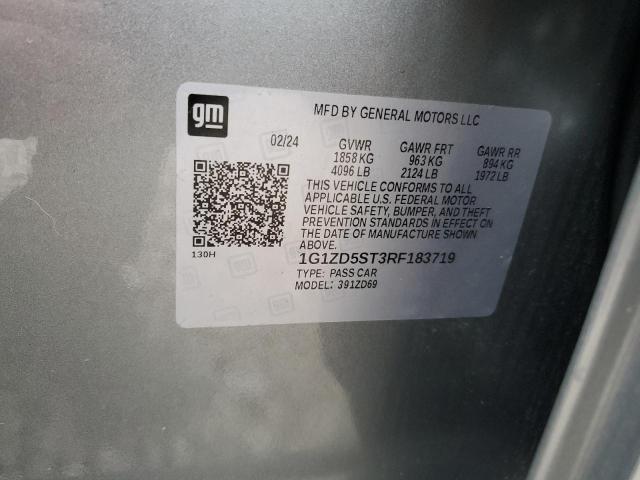 gm
MFD BY GENERAL MOTORS LLC
02/24 GVWR GAWR FRT GAWR RR
1858 KG 963 KG 894 KG
4096 LB 2124 LB 1972 LB
THIS VEHICLE CONFORMS TO ALL
APPLICABLE U.S. FEDERAL MOTOR
VEHICLE SAFETY, BUMPER, AND THEFT
PREVENTION STANDARDS IN EFFECT ON
THE DATE OF MANUFACTURE SHOWN
ABOVE.
130H
1G1ZD5ST3RF183719
TYPE: PASS CAR
MODEL: 391ZD69